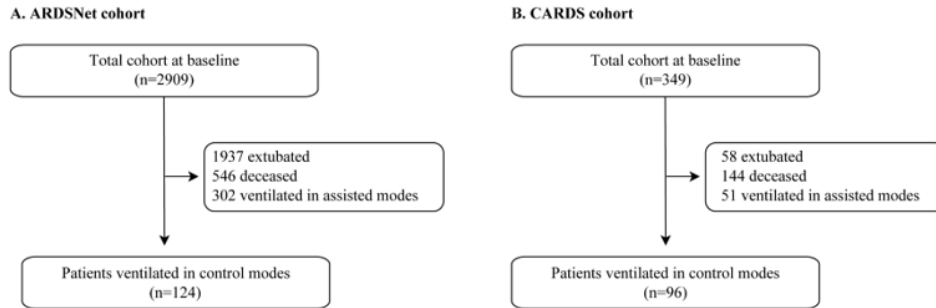 A. ARDSNet cohort
Total cohort at baseline
(n=2909)
1937 extubated
546 deceased
302 ventilated in assisted modes
Patients ventilated in control modes
(n=124)
B. CARDS cohort
Total cohort at baseline
(n=349)
58 extubated
144 deceased
51 ventilated in assisted modes
Patients ventilated in control modes
(n=96)